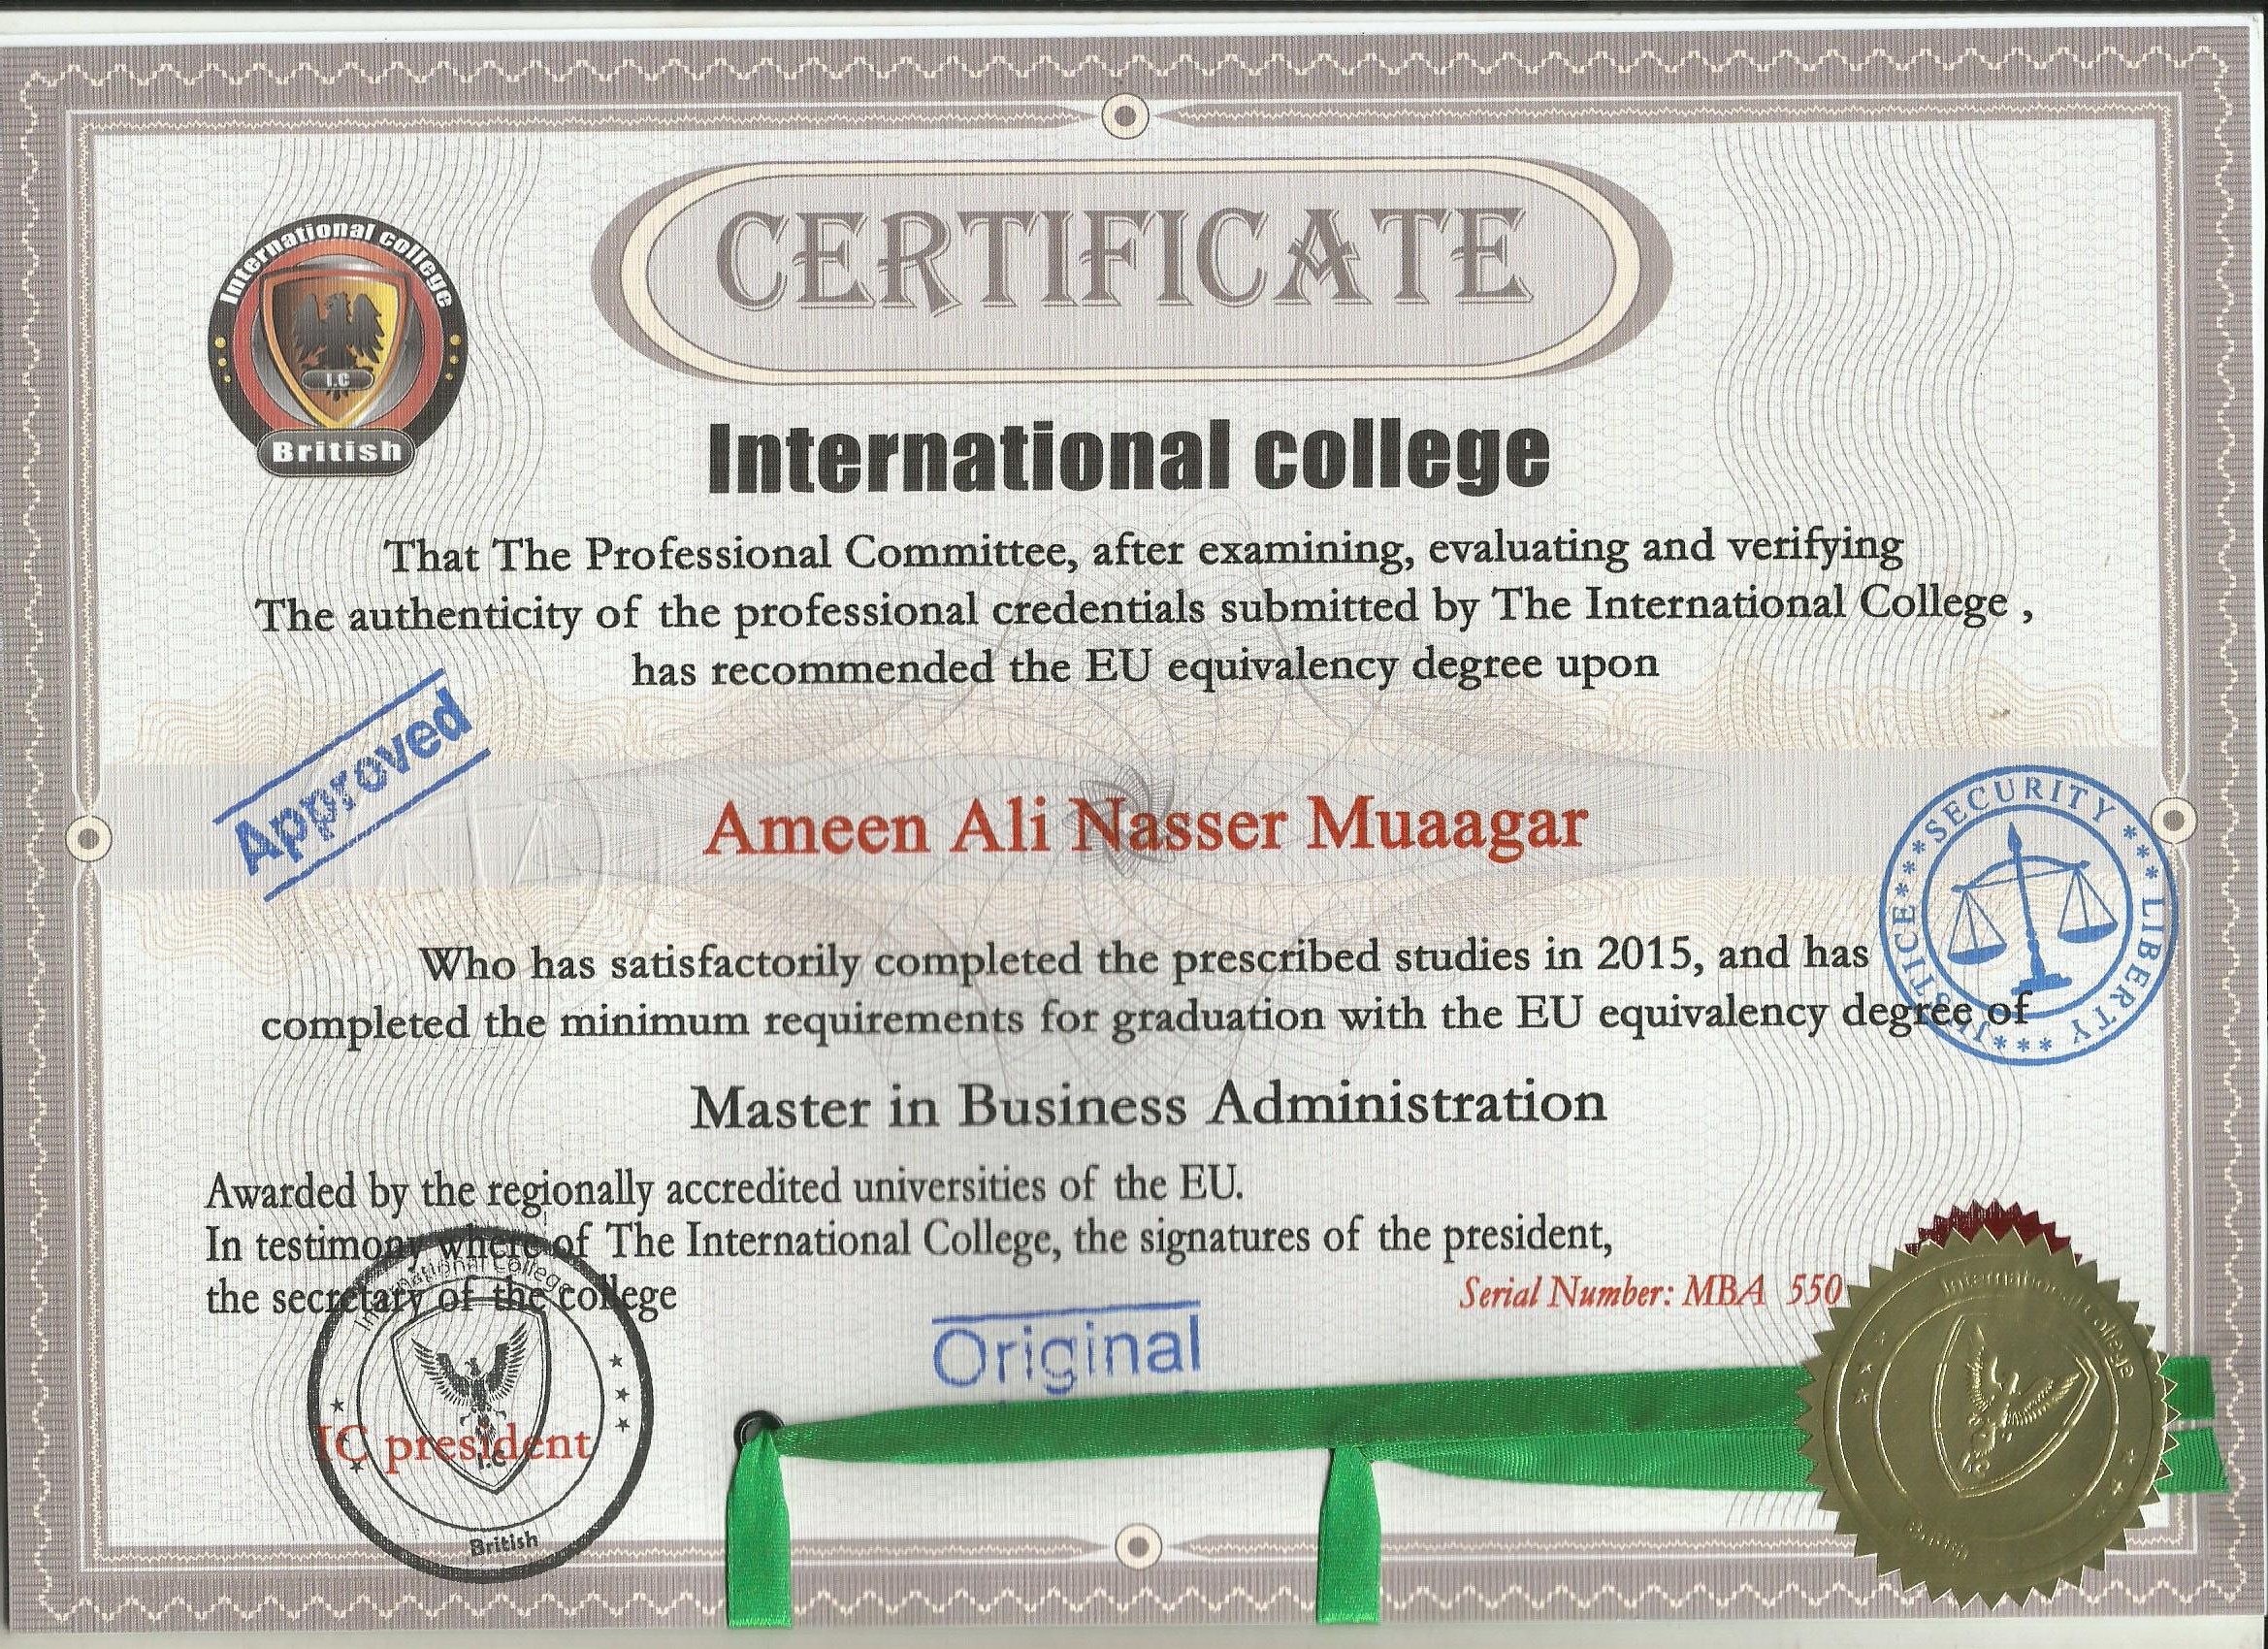 CERTIFICATE
International college
I.C
British
International college
That The Professional Committee, after examining, evaluating and verifying
The authenticity of the professional credentials submitted by The International College ,
has recommended the EU equivalency degree upon
Approved
Ameen Ali Nasser Muaagar
SECURITY *** LIBERTY *** JUSTICE***
Who has satisfactorily completed the prescribed studies in 2015, and has
completed the minimum requirements for graduation with the EU equivalency degree of
Master in Business Administration
Awarded by the regionally accredited universities of the EU.
In testimony where of The International College, the signatures of the president,
the secretary of the college
Serial Number: MBA 550
Original
International College
IC president
I.C
British
International College
I.C
British